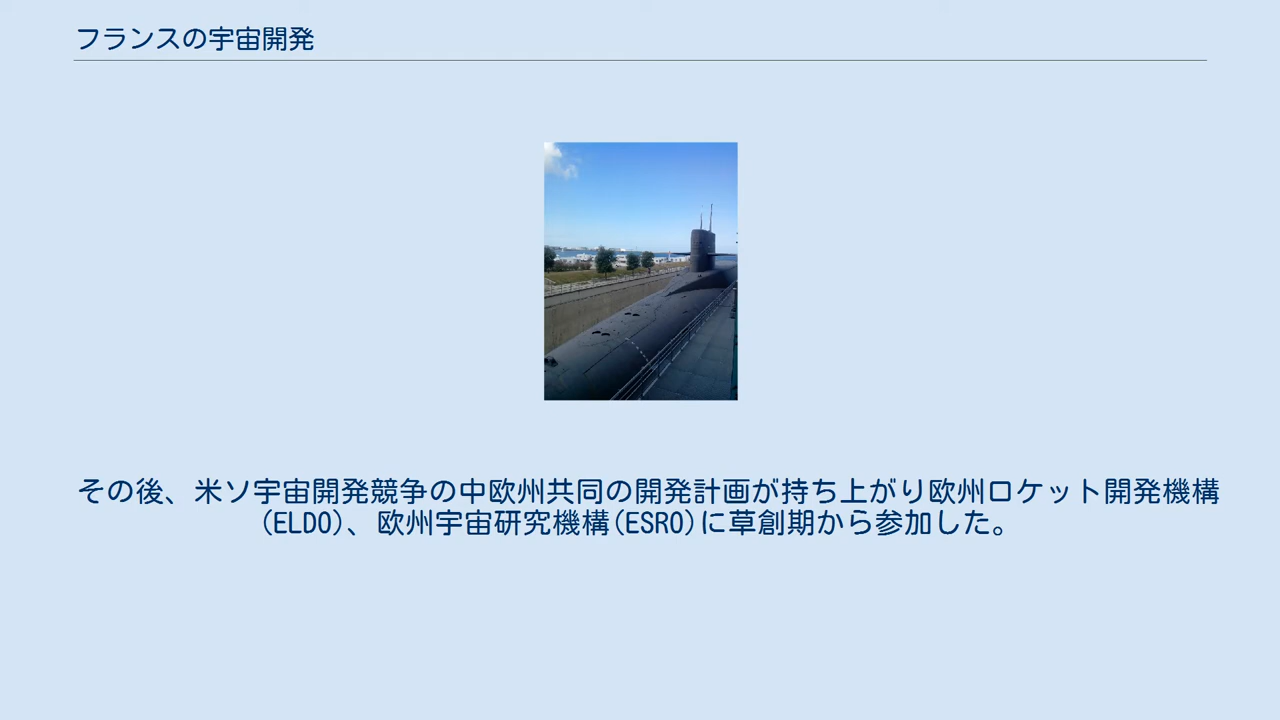 フランスの宇宙開発
その後、米ソ宇宙開発競争の中欧州共同の開発計画が持ち上がり欧州ロケット開発機構
(ELDO)、欧州宇宙研究機構(ESRO)に草創期から参加した。